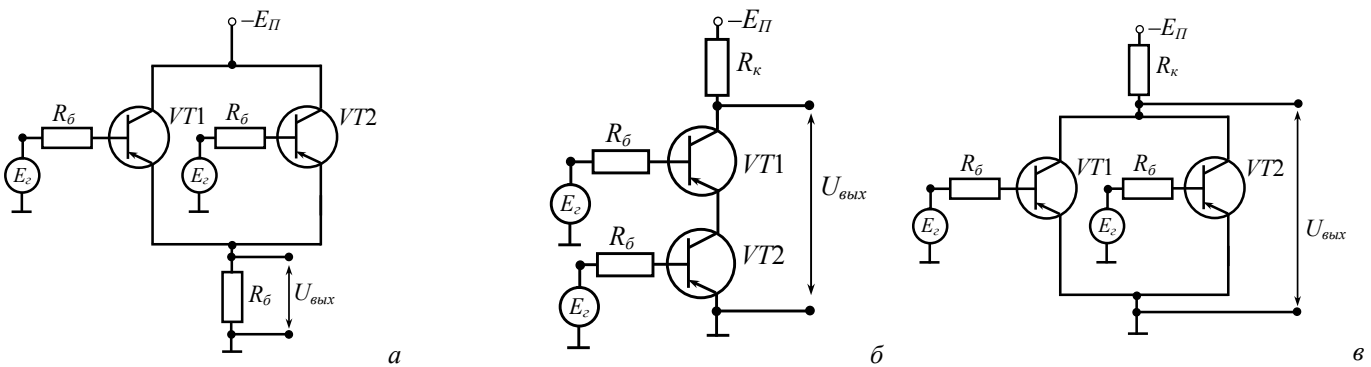 –E_П
R_б
VT1
R_б
VT2
E_г
E_г
R_б
U_вых
а
–E_П
R_к
R_б
VT1
E_г
U_вых
R_б
VT2
E_г
б
–E_П
R_к
R_б
VT1
R_б
VT2
E_г
E_г
U_вых
в